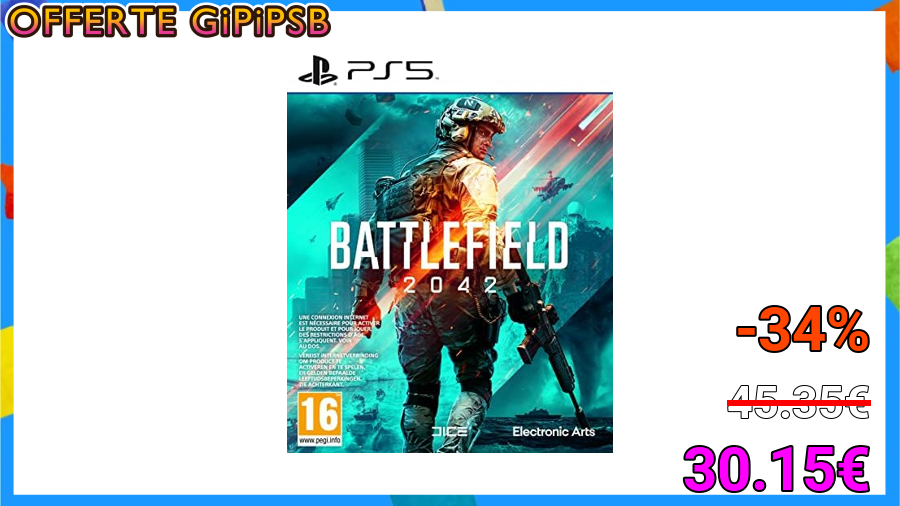 OFFERTE GiPiPSB
PS5
BATTLEFIELD
2042
UNE CONNEXION INTERNET
EST NÉCESSAIRE POUR ACTIVER
LE PRODUIT ET POUR JOUER.
DES RESTRICTIONS D'ÂGE
S'APPLIQUENT. VOIR
AU DOS.
VEREIST INTERNETVERBINDING
OM PRODUCT TE
ACTIVEREN EN TE SPELEN.
ER GELDEN BEPAALDE
LEEFTIJDSBEPERKINGEN.
ZIE ACHTERKANT.
16
www.pegi.info
DICE
Electronic Arts
-34%
45.35€
30.15€